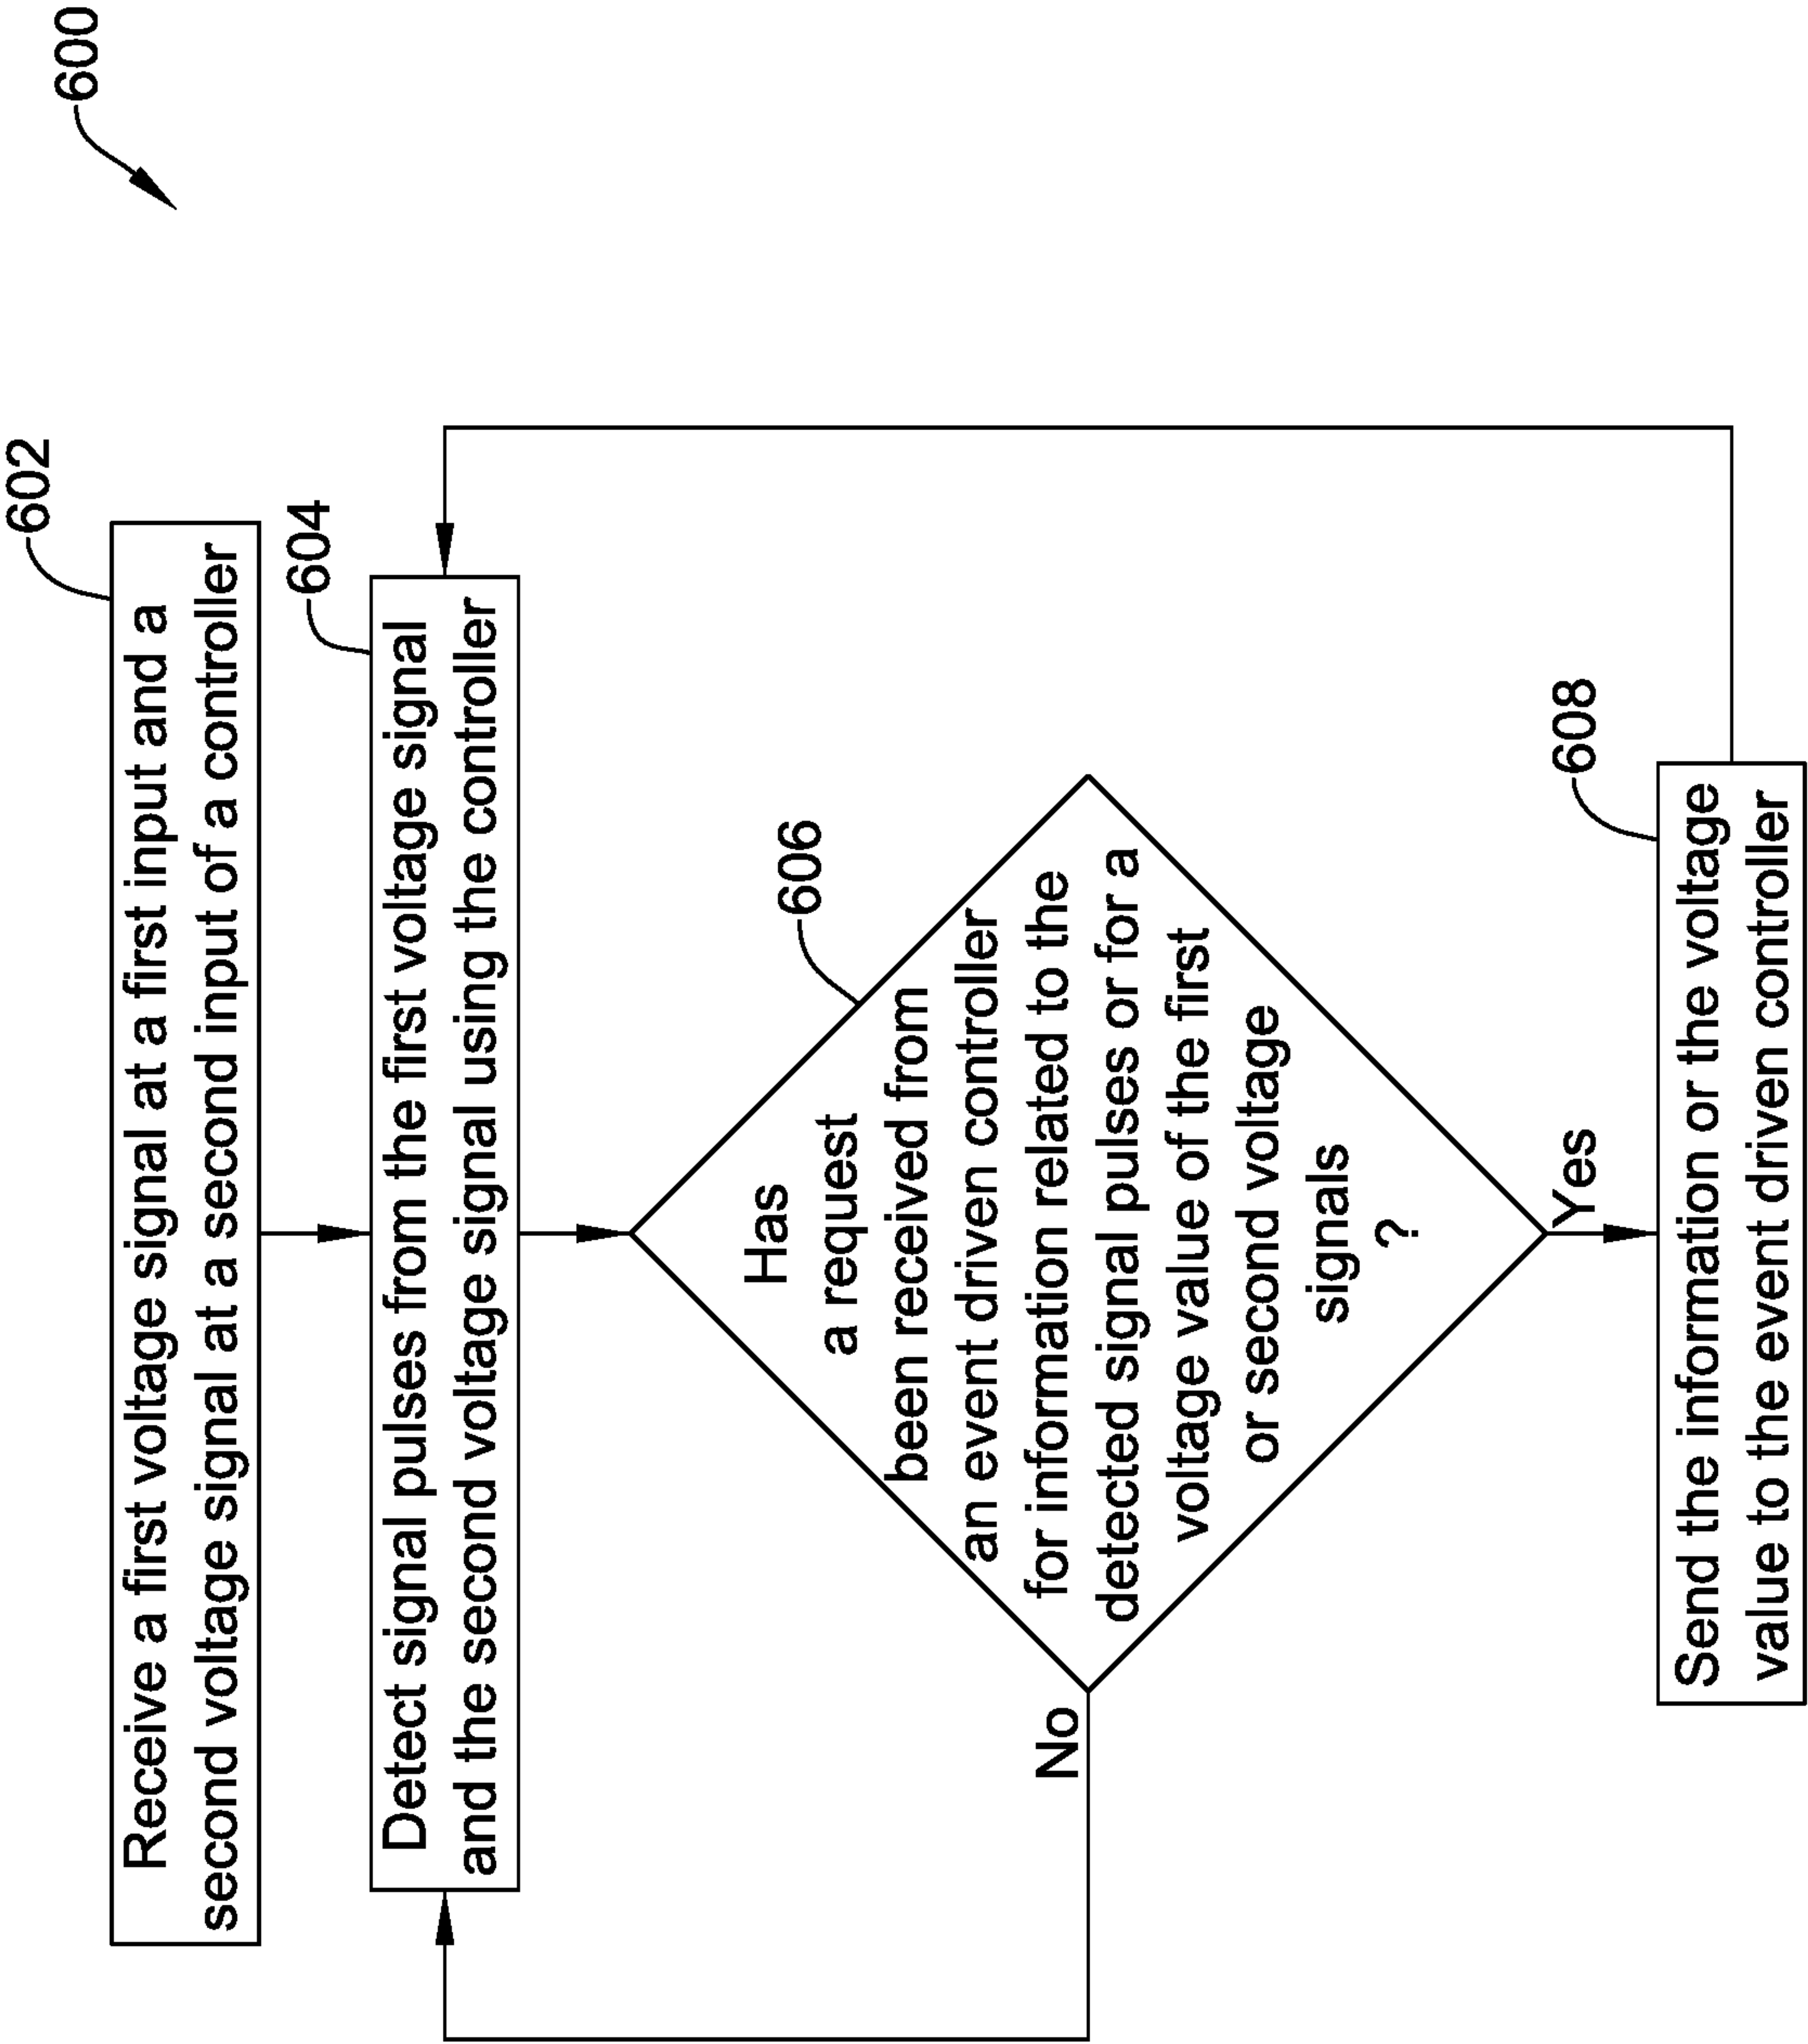 600
602
Receive a first voltage signal at a first input and a
second voltage signal at a second input of a controller
604
Detect signal pulses from the first voltage signal
and the second voltage signal using the controller
606
Has
a request
been received from
an event driven controller
for information related to the
detected signal pulses or for a
voltage value of the first
or second voltage
signals
?
No
Yes
608
Send the information or the voltage
value to the event driven controller